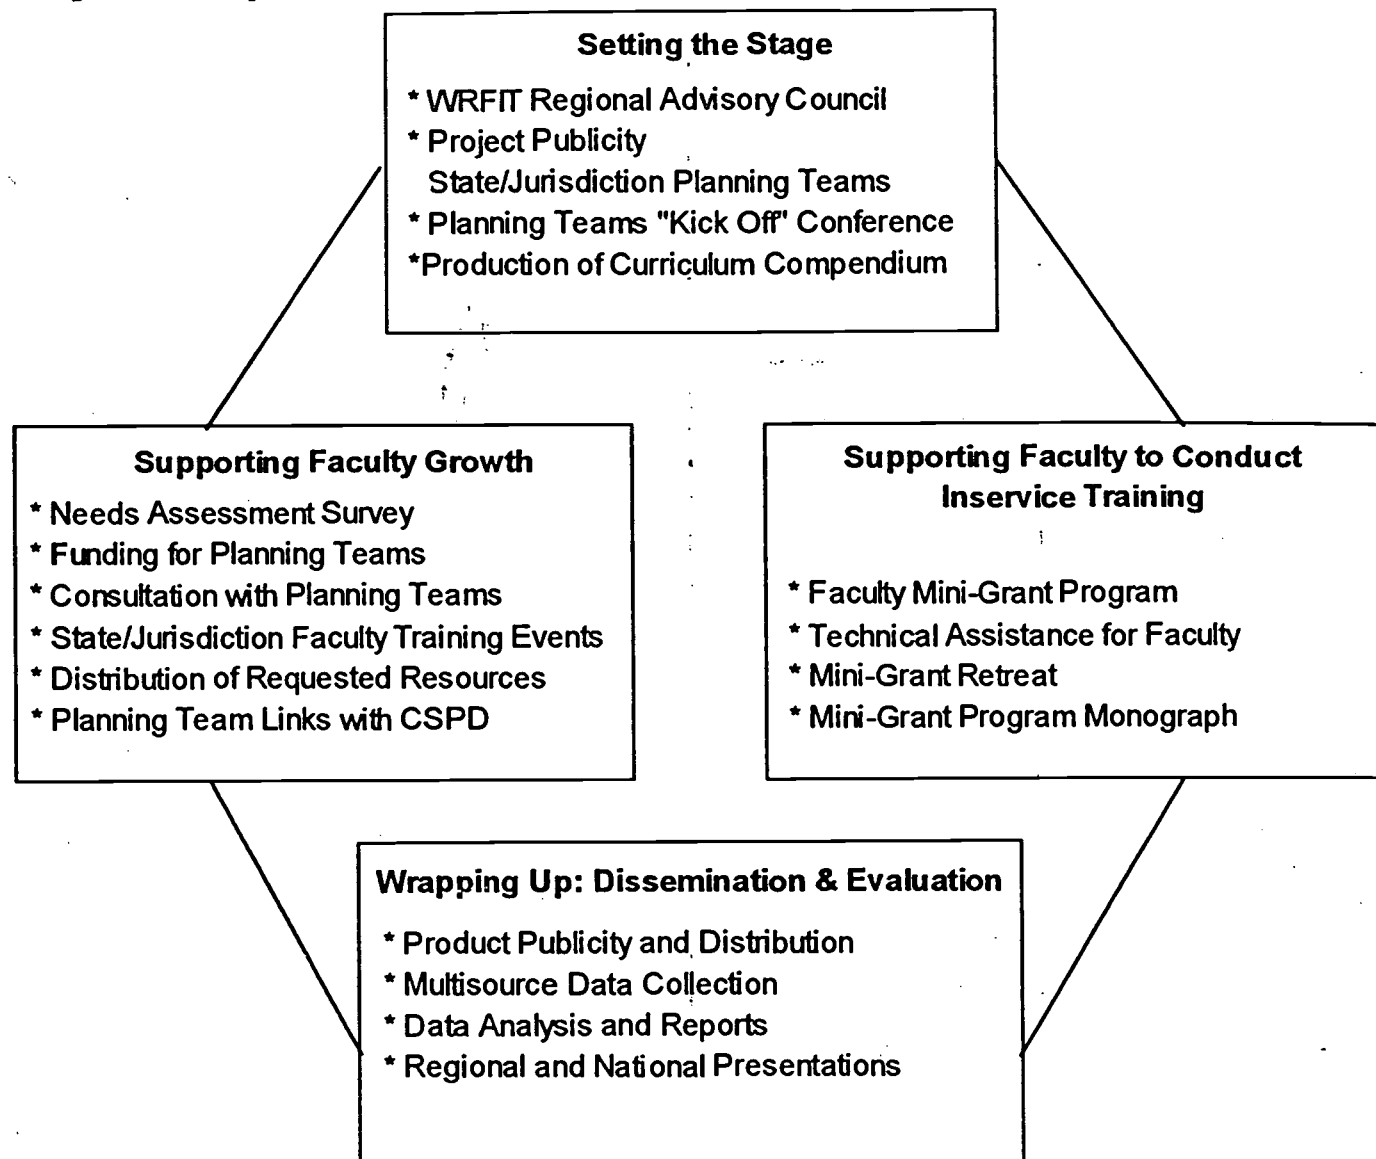 Setting the Stage
* WRFIT Regional Advisory Council
* Project Publicity
State/Jurisdiction Planning Teams
* Planning Teams "Kick Off" Conference
*Production of Curriculum Compendium
Supporting Faculty Growth
* Needs Assessment Survey
* Funding for Planning Teams
* Consultation with Planning Teams
* State/Jurisdiction Faculty Training Events
* Distribution of Requested Resources
* Planning Team Links with CSPD
Supporting Faculty to Conduct
Inservice Training
* Faculty Mini-Grant Program
* Technical Assistance for Faculty
* Mini-Grant Retreat
* Mini-Grant Program Monograph
Wrapping Up: Dissemination & Evaluation
* Product Publicity and Distribution
* Multisource Data Collection
* Data Analysis and Reports
* Regional and National Presentations